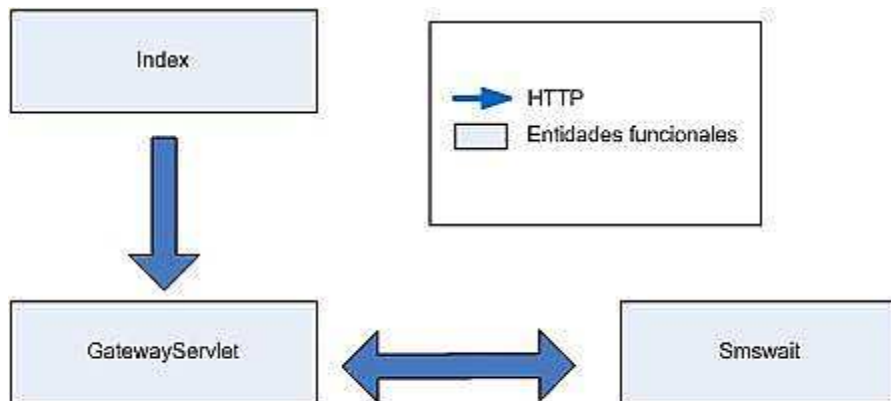 Index
HTTP
Entidades funcionales
GatewayServlet
Smswait